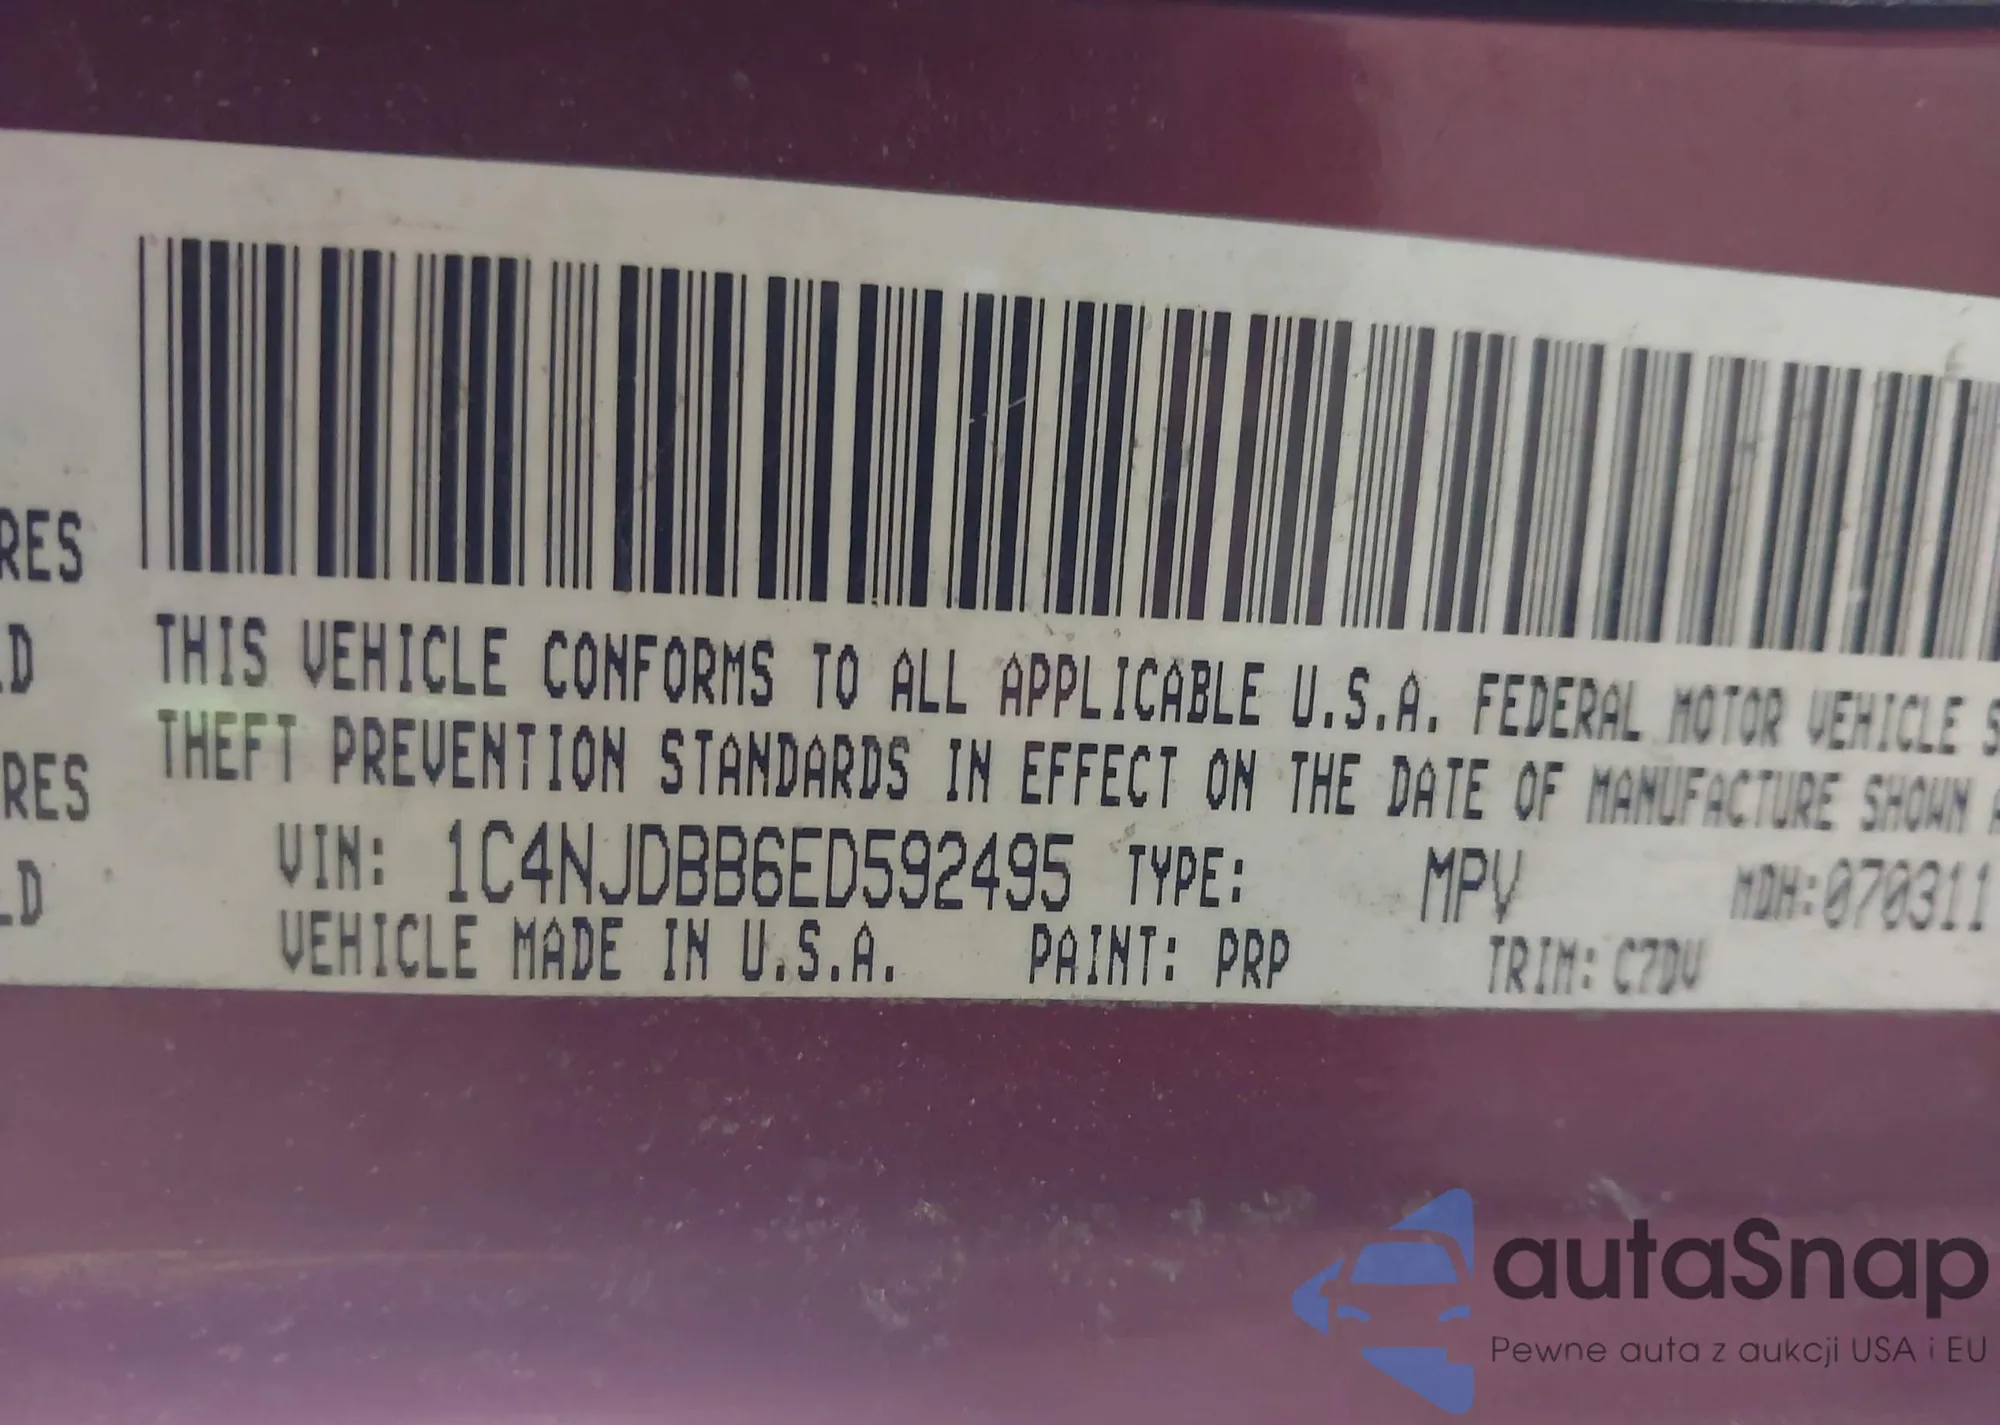 RES
LD
RES
LD
THIS VEHICLE CONFORMS TO ALL APPLICABLE U.S.A. FEDERAL MOTOR VEHICLE S
THEFT PREVENTION STANDARDS IN EFFECT ON THE DATE OF MANUFACTURE SHOWN A
VIN: 1C4NJDBB6ED592495 TYPE: MPV MDH:070311
VEHICLE MADE IN U.S.A. PAINT: PRP TRIM: C7DV
autaSnap
Pewne auta z aukcji USA i EU